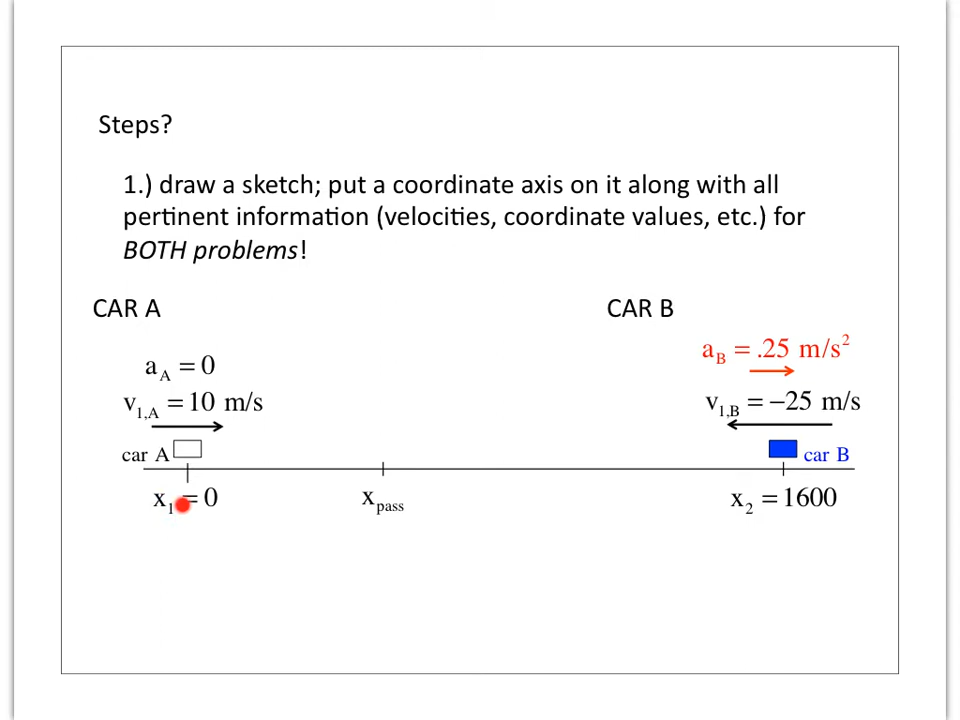 Steps?
1.) draw a sketch; put a coordinate axis on it along with all
pertinent information (velocities, coordinate values, etc.) for
BOTH problems!
CAR A
CAR B
a_A = 0
a_B = .25 m/s²
v_1,A = 10 m/s
v_1,B = −25 m/s
car A
car B
x_1 = 0
x_pass
x_2 = 1600